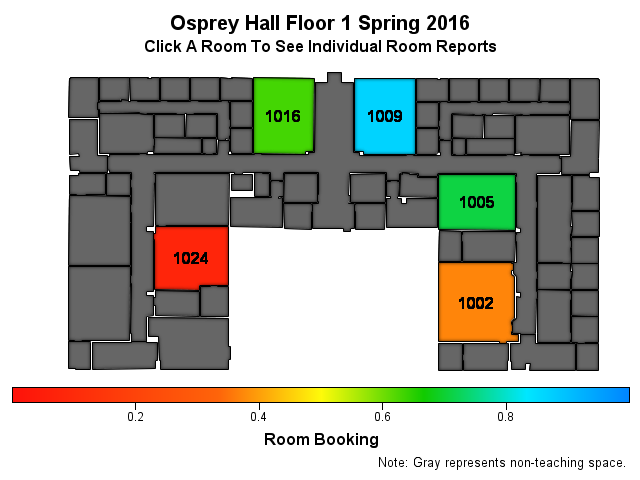 Osprey Hall Floor 1 Spring 2016
Click A Room To See Individual Room Reports
1016
1009
1005
1024
1002
0.2
0.4
0.6
0.8
Room Booking
Note: Gray represents non-teaching space.